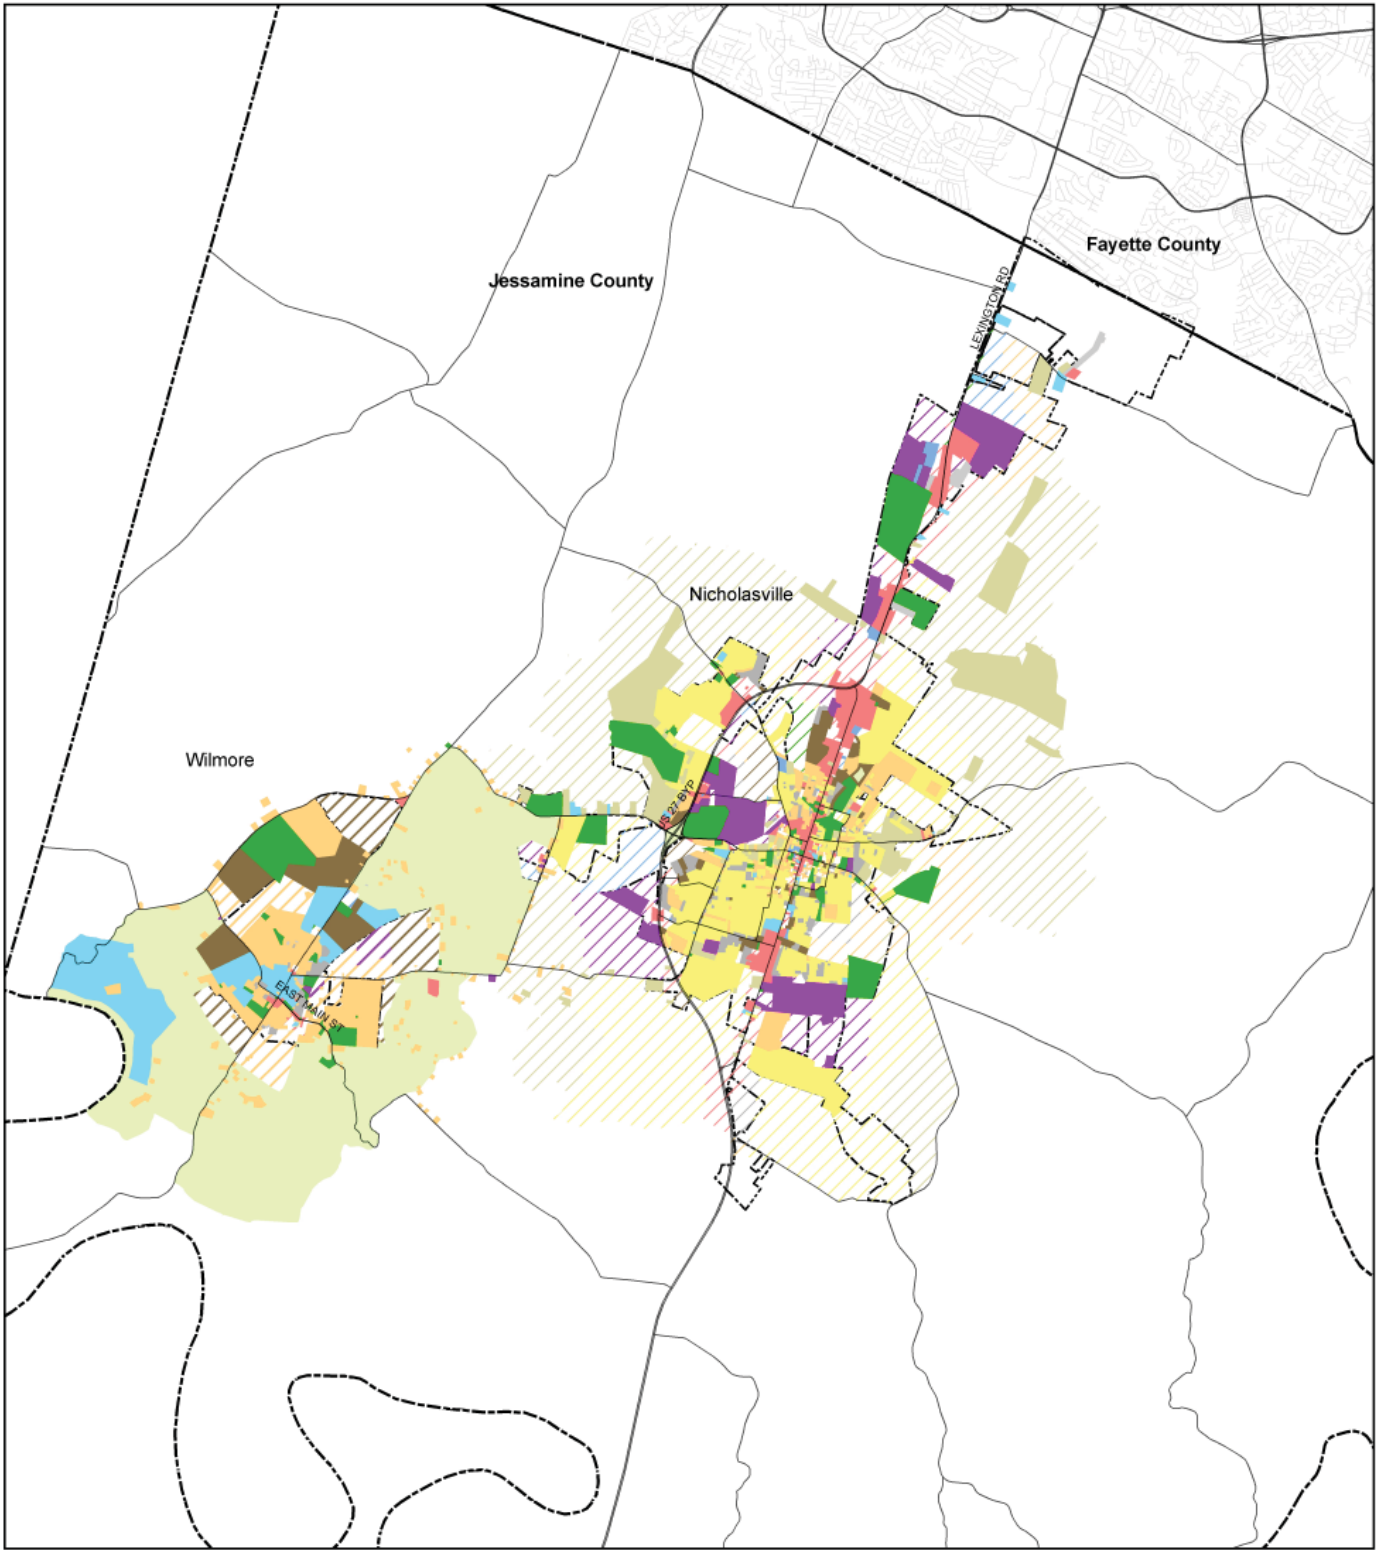 Fayette County
Jessamine County
LEXINGTON RD
Nicholasville
Wilmore
US 27 BYP
EAST MAIN ST